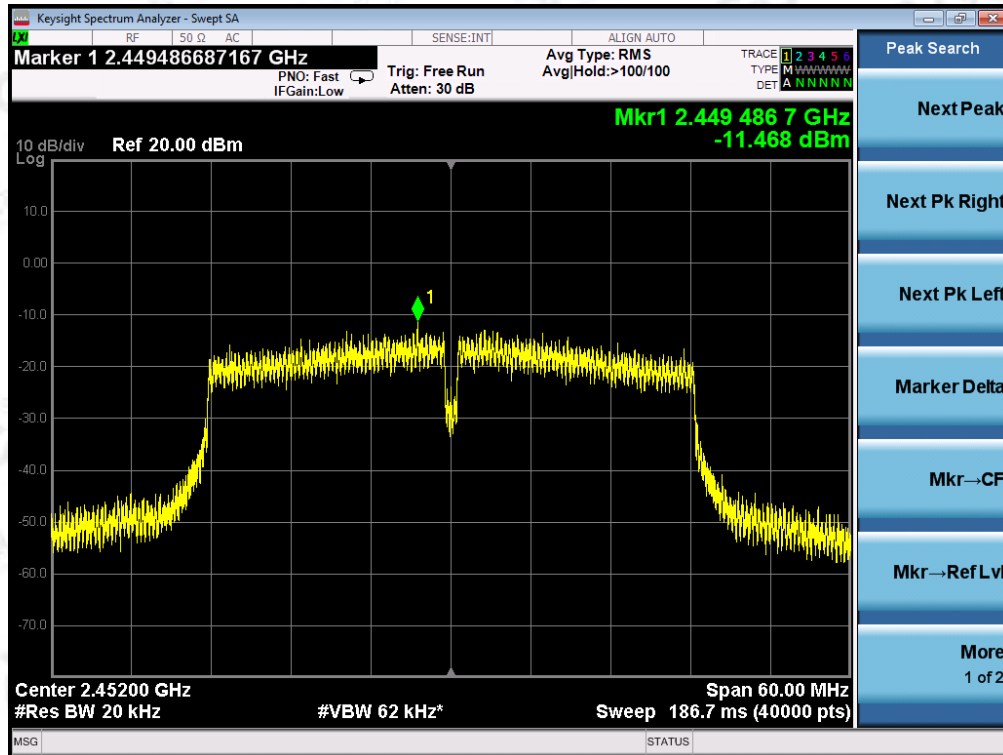 Keysight Spectrum Analyzer - Swept SA
LXI RF 50 Ω AC SENSE:INT ALIGN AUTO
Marker 1 2.449486687167 GHz
PNO: Fast Trig: Free Run Avg Type: RMS TRACE 1 2 3 4 5 6
IFGain:Low Atten: 30 dB Avg|Hold:>100/100 TYPE M W W W W W
DET A N N N N N
Mkr1 2.449 486 7 GHz
-11.468 dBm
10 dB/div Ref 20.00 dBm
Log
10.0
0.00
-10.0
-20.0
-30.0
-40.0
-50.0
-60.0
-70.0
1
Center 2.45200 GHz Span 60.00 MHz
#Res BW 20 kHz #VBW 62 kHz* Sweep 186.7 ms (40000 pts)
MSG STATUS
Peak Search
Next Peak
Next Pk Right
Next Pk Left
Marker Delta
Mkr→CF
Mkr→Ref Lvl
More
1 of 2